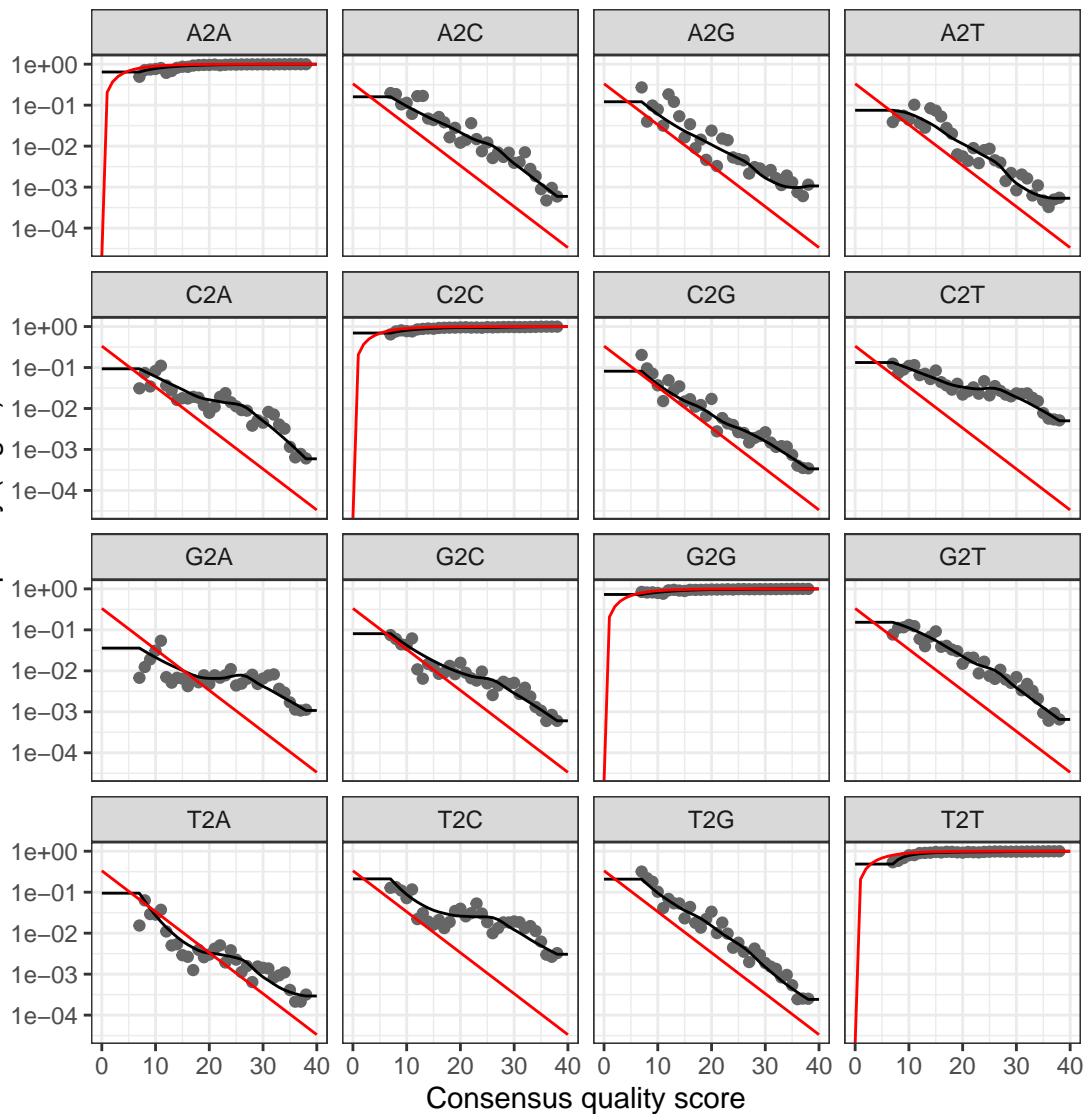 A2A A2C A2G A2T
1e+00
1e−01
1e−02
1e−03
1e−04
C2A C2C C2G C2T
1e+00
1e−01
1e−02
1e−03
1e−04
G2A G2C G2G G2T
1e+00
1e−01
1e−02
1e−03
1e−04
T2A T2C T2G T2T
1e+00
1e−01
1e−02
1e−03
1e−04
0 10 20 30 40 0 10 20 30 40 0 10 20 30 40 0 10 20 30 40
Consensus quality score